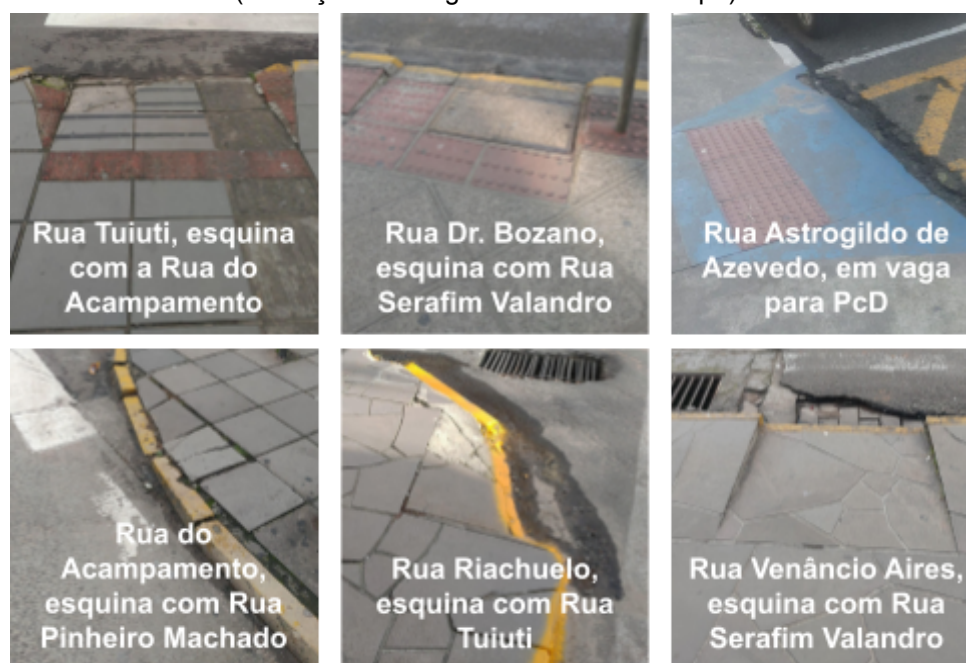 Rua Tuiuti, esquina
com a Rua do
Acampamento
Rua Dr. Bozano,
esquina com Rua
Serafim Valandro
Rua Astrogildo de
Azevedo, em vaga
para PcD
Rua do
Acampamento,
esquina com Rua
Pinheiro Machado
Rua Riachuelo,
esquina com Rua
Tuiuti
Rua Venâncio Aires,
esquina com Rua
Serafim Valandro